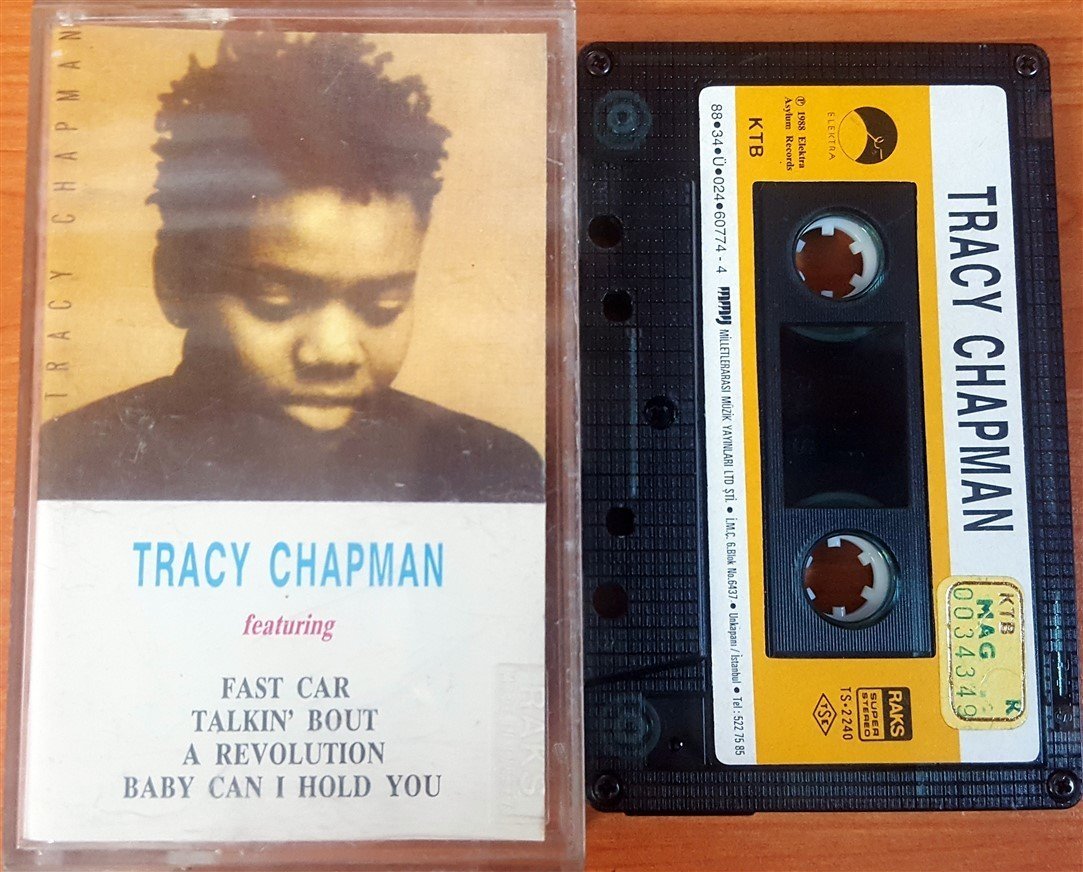 TRACY CHAPMAN
TRACY CHAPMAN
featuring
FAST CAR
TALKIN' BOUT
A REVOLUTION
BABY CAN I HOLD YOU
TRACY CHAPMAN
ELEKTRA
℗ 1988 Elektra
Asylum Records
KTB
88•34•Ü•024•60774 - 4 MMY MİLLETLERARASI MÜZİK YAYINLARI LTD ŞTİ. • İ.M.Ç. 6.Blok No.6437 • Unkapanı / İstanbul • Tel : 522 75 85
RAKS
SUPER
STEREO
TS•2240
TSE
KTB
MAG K
0034349